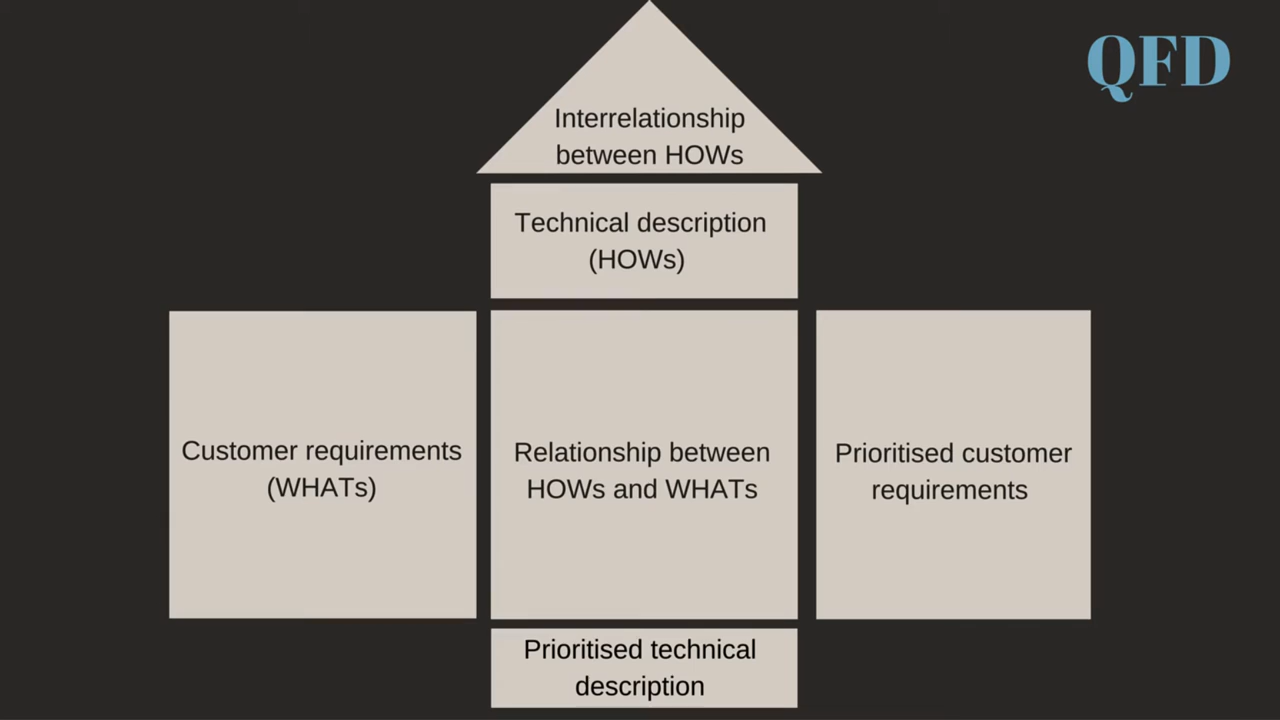 QFD
Interrelationship
between HOWs
Technical description
(HOWs)
Customer requirements
(WHATs)
Relationship between
HOWs and WHATs
Prioritised customer
requirements
Prioritised technical
description